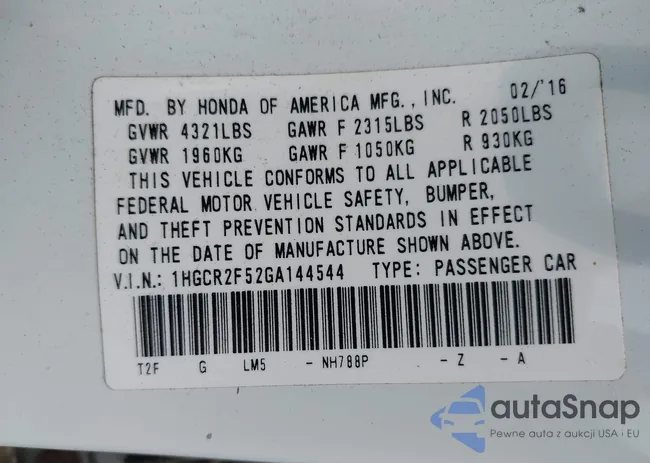 MFD. BY HONDA OF AMERICA MFG., INC. 02/'16
GVWR 4321LBS GAWR F 2315LBS R 2050LBS
GVWR 1960KG GAWR F 1050KG R 930KG
THIS VEHICLE CONFORMS TO ALL APPLICABLE
FEDERAL MOTOR VEHICLE SAFETY, BUMPER,
AND THEFT PREVENTION STANDARDS IN EFFECT
ON THE DATE OF MANUFACTURE SHOWN ABOVE.
V.I.N.: 1HGCR2F52GA144544 TYPE: PASSENGER CAR
T2F G LM5 - NH788P - Z - A
autaSnap
Pewne auta z aukcji USA i EU